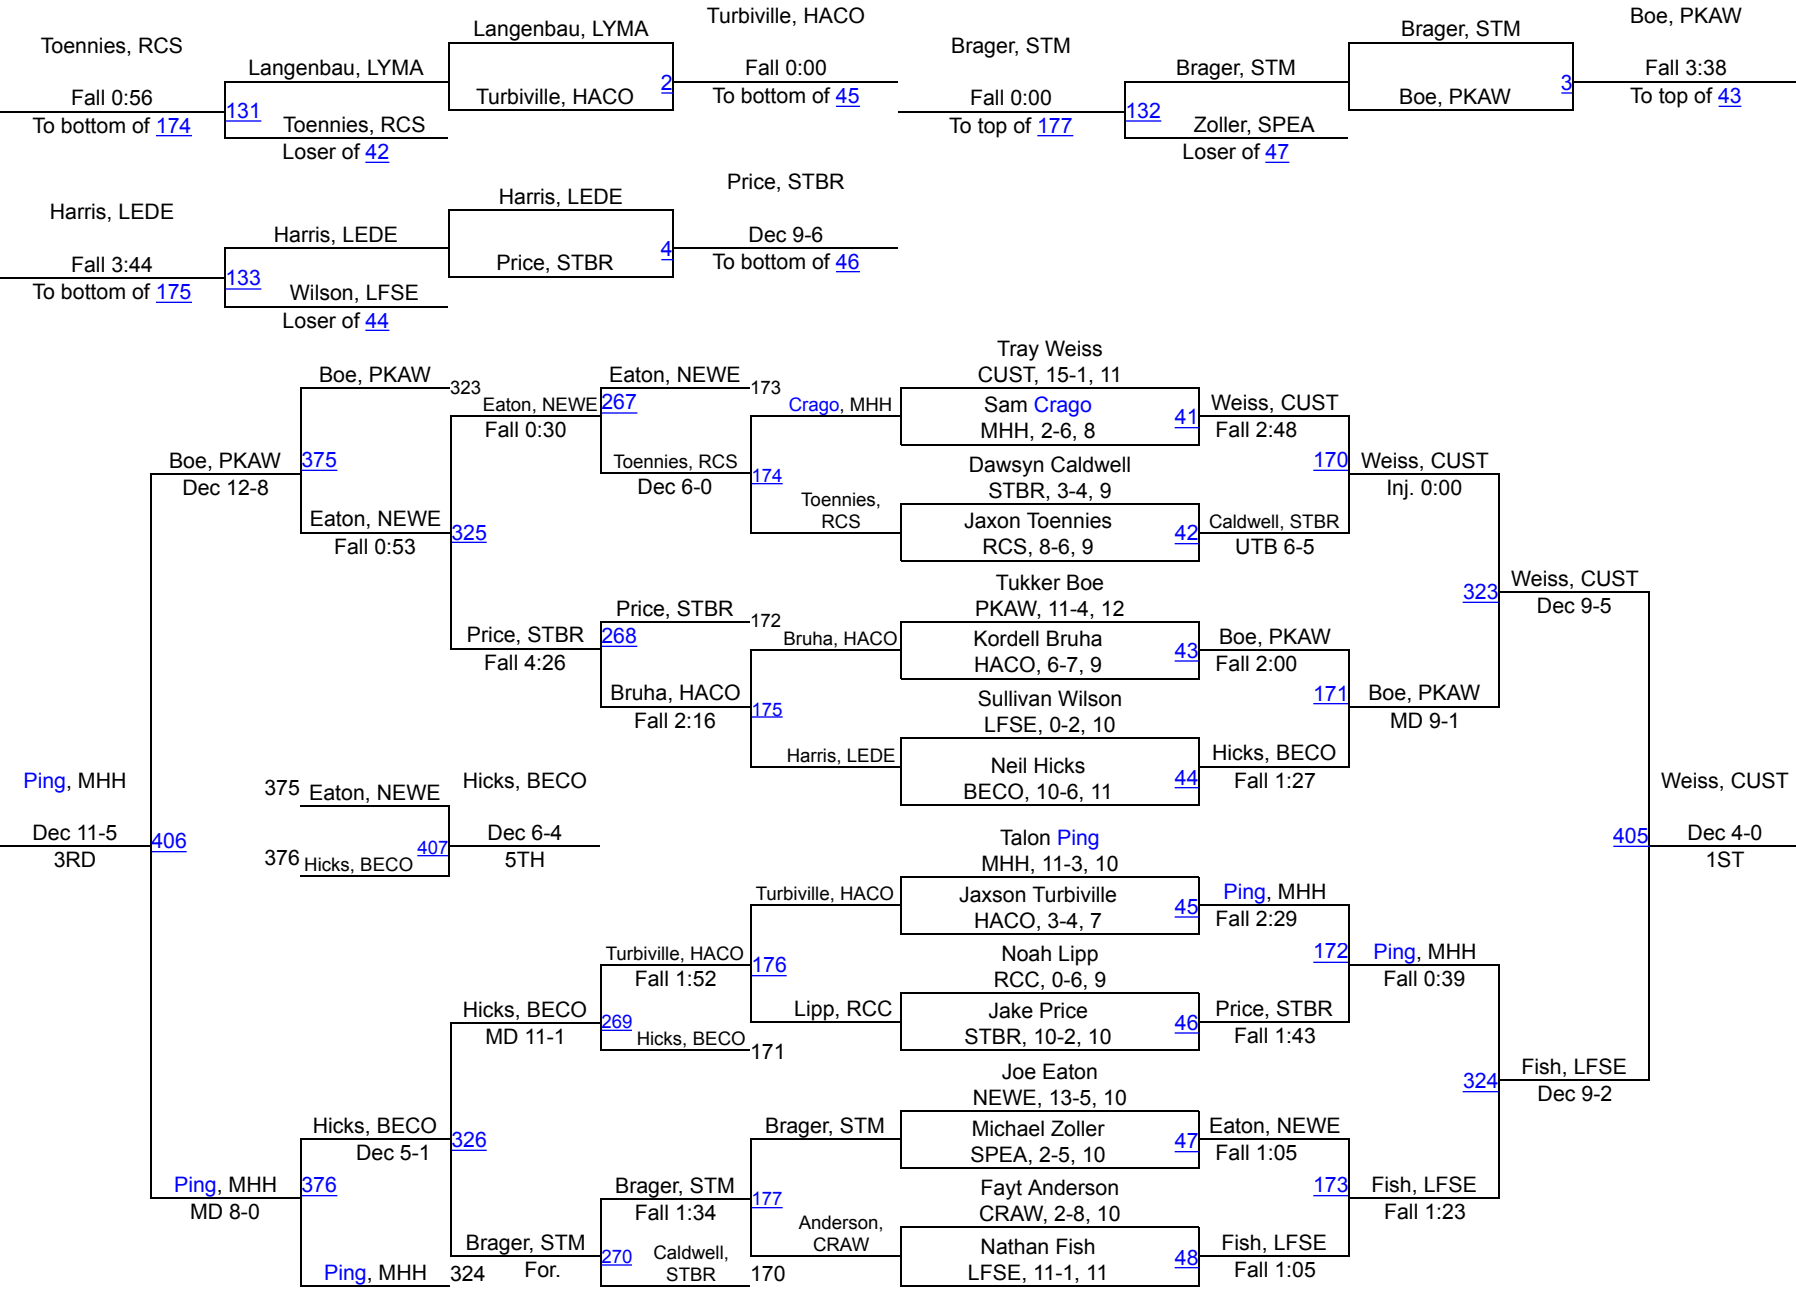 Turbiville, HACO
Boe, PKAW
Langenbau, LYMA
Brager, STM
Toennies, RCS
Brager, STM
Langenbau, LYMA
Fall 0:00
Brager, STM
Fall 3:38
Fall 0:56
Turbiville, HACO
2
To bottom of 45
Fall 0:00
Boe, PKAW
3
To top of 43
131
132
To bottom of 174
Toennies, RCS
To top of 177
Zoller, SPEA
Loser of 42
Loser of 47
Price, STBR
Harris, LEDE
Harris, LEDE
Harris, LEDE
Dec 9-6
Fall 3:44
Price, STBR
4
To bottom of 46
133
To bottom of 175
Wilson, LFSE
Loser of 44
Tray Weiss
Boe, PKAW
323
Eaton, NEWE
173
CUST, 15-1, 11
Eaton, NEWE
267
Crago, MHH
Sam Crago
41
Weiss, CUST
Fall 0:30
MHH, 2-6, 8
Fall 2:48
Boe, PKAW
375
Toennies, RCS
174
Dawsyn Caldwell
170
Weiss, CUST
Dec 12-8
Dec 6-0
STBR, 3-4, 9
Inj. 0:00
Toennies,
RCS
Eaton, NEWE
325
Jaxon Toennies
42
Caldwell, STBR
Fall 0:53
RCS, 8-6, 9
UTB 6-5
Tukker Boe
323
Weiss, CUST
Price, STBR
172
PKAW, 11-4, 12
Dec 9-5
Price, STBR
268
Bruha, HACO
Kordell Bruha
43
Boe, PKAW
Fall 4:26
HACO, 6-7, 9
Fall 2:00
Bruha, HACO
175
Sullivan Wilson
171
Boe, PKAW
Fall 2:16
LFSE, 0-2, 10
MD 9-1
Harris, LEDE
Neil Hicks
44
Hicks, BECO
Ping, MHH
375
Eaton, NEWE
Hicks, BECO
BECO, 10-6, 11
Fall 1:27
Weiss, CUST
Dec 11-5
406
407
Dec 6-4
Talon Ping
405
Dec 4-0
3RD
376
Hicks, BECO
5TH
MHH, 11-3, 10
1ST
Turbiville, HACO
Jaxson Turbiville
45
Ping, MHH
HACO, 3-4, 7
Fall 2:29
Turbiville, HACO
176
Noah Lipp
172
Ping, MHH
Fall 1:52
RCC, 0-6, 9
Fall 0:39
Hicks, BECO
269
Lipp, RCC
Jake Price
46
Price, STBR
MD 11-1
Hicks, BECO
171
STBR, 10-2, 10
Fall 1:43
Joe Eaton
324
Fish, LFSE
NEWE, 13-5, 10
Dec 9-2
Hicks, BECO
326
Brager, STM
Michael Zoller
47
Eaton, NEWE
Dec 5-1
SPEA, 2-5, 10
Fall 1:05
Ping, MHH
376
Brager, STM
177
Fayt Anderson
173
Fish, LFSE
MD 8-0
Fall 1:34
CRAW, 2-8, 10
Fall 1:23
Anderson,
CRAW
Brager, STM
270
Caldwell,
STBR
170
Nathan Fish
48
Fish, LFSE
Ping, MHH
324
For.
LFSE, 11-1, 11
Fall 1:05